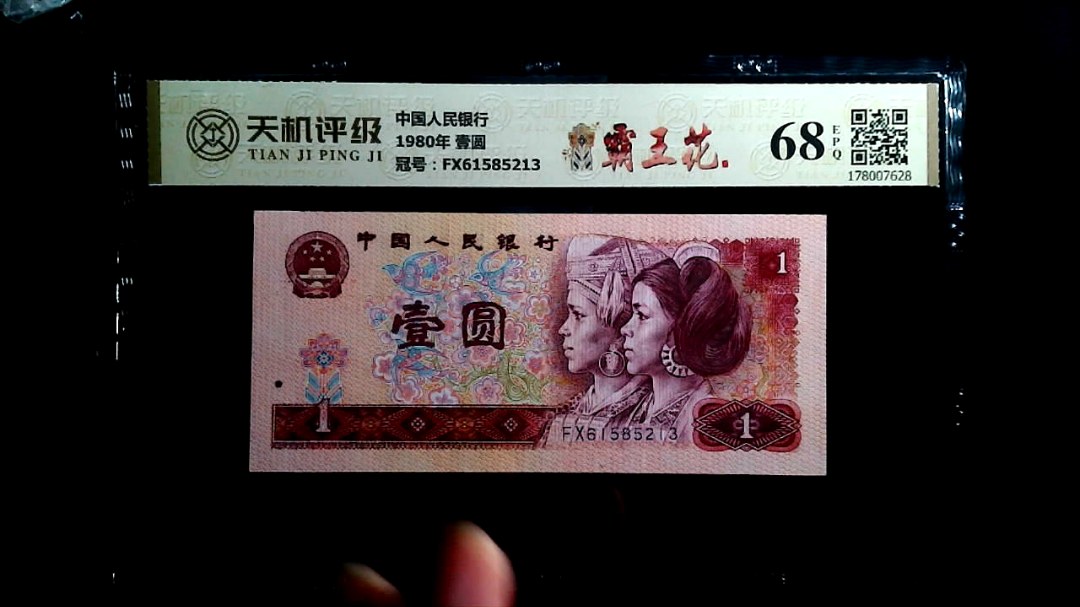 天机评级
TIAN JI PING JI
中国人民银行
1980年 壹圆
冠号：FX61585213
霸王花
68
EPQ
178007628
中国人民银行
1
壹圆
1
FX61585213
1